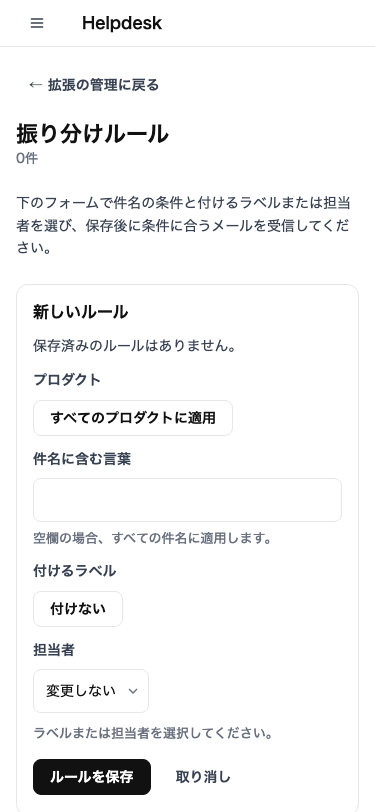 Helpdesk
← 拡張の管理に戻る
振り分けルール
0件
下のフォームで件名の条件と付けるラベルまたは担当
者を選び、保存後に条件に合うメールを受信してくだ
さい。
新しいルール
保存済みのルールはありません。
プロダクト
すべてのプロダクトに適用
件名に含む言葉
空欄の場合、すべての件名に適用します。
付けるラベル
付けない
担当者
変更しない
ラベルまたは担当者を選択してください。
ルールを保存 取り消し